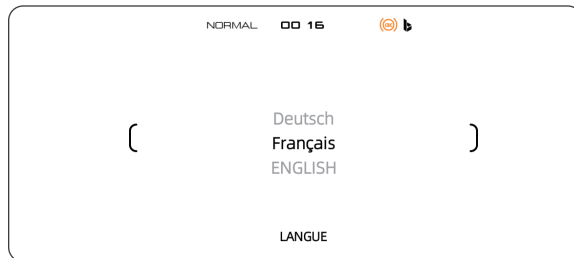 NORMAL 00 16
Deutsch
Français
ENGLISH
LANGUE